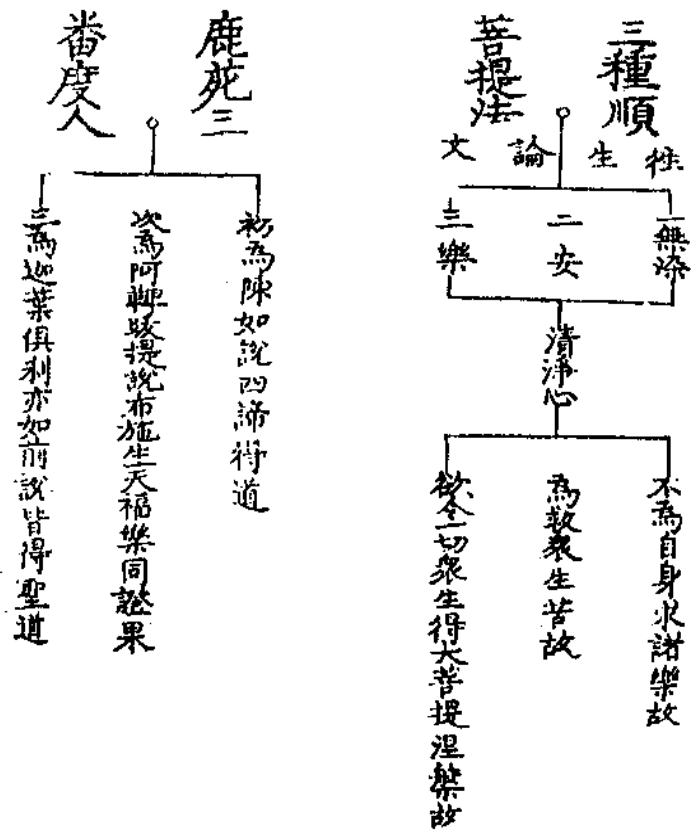 三種順
菩提法
往生論文
一無染
二安
三樂
清淨心
不為自身求諸樂故
為救衆生苦故
欲令一切衆生得大菩提涅槃故
鹿苑三
番度人
初為陳如說四諦得道
次為阿鞞跋提說布施生天福樂同證果
三為迦葉俱利亦如前說皆得聖道